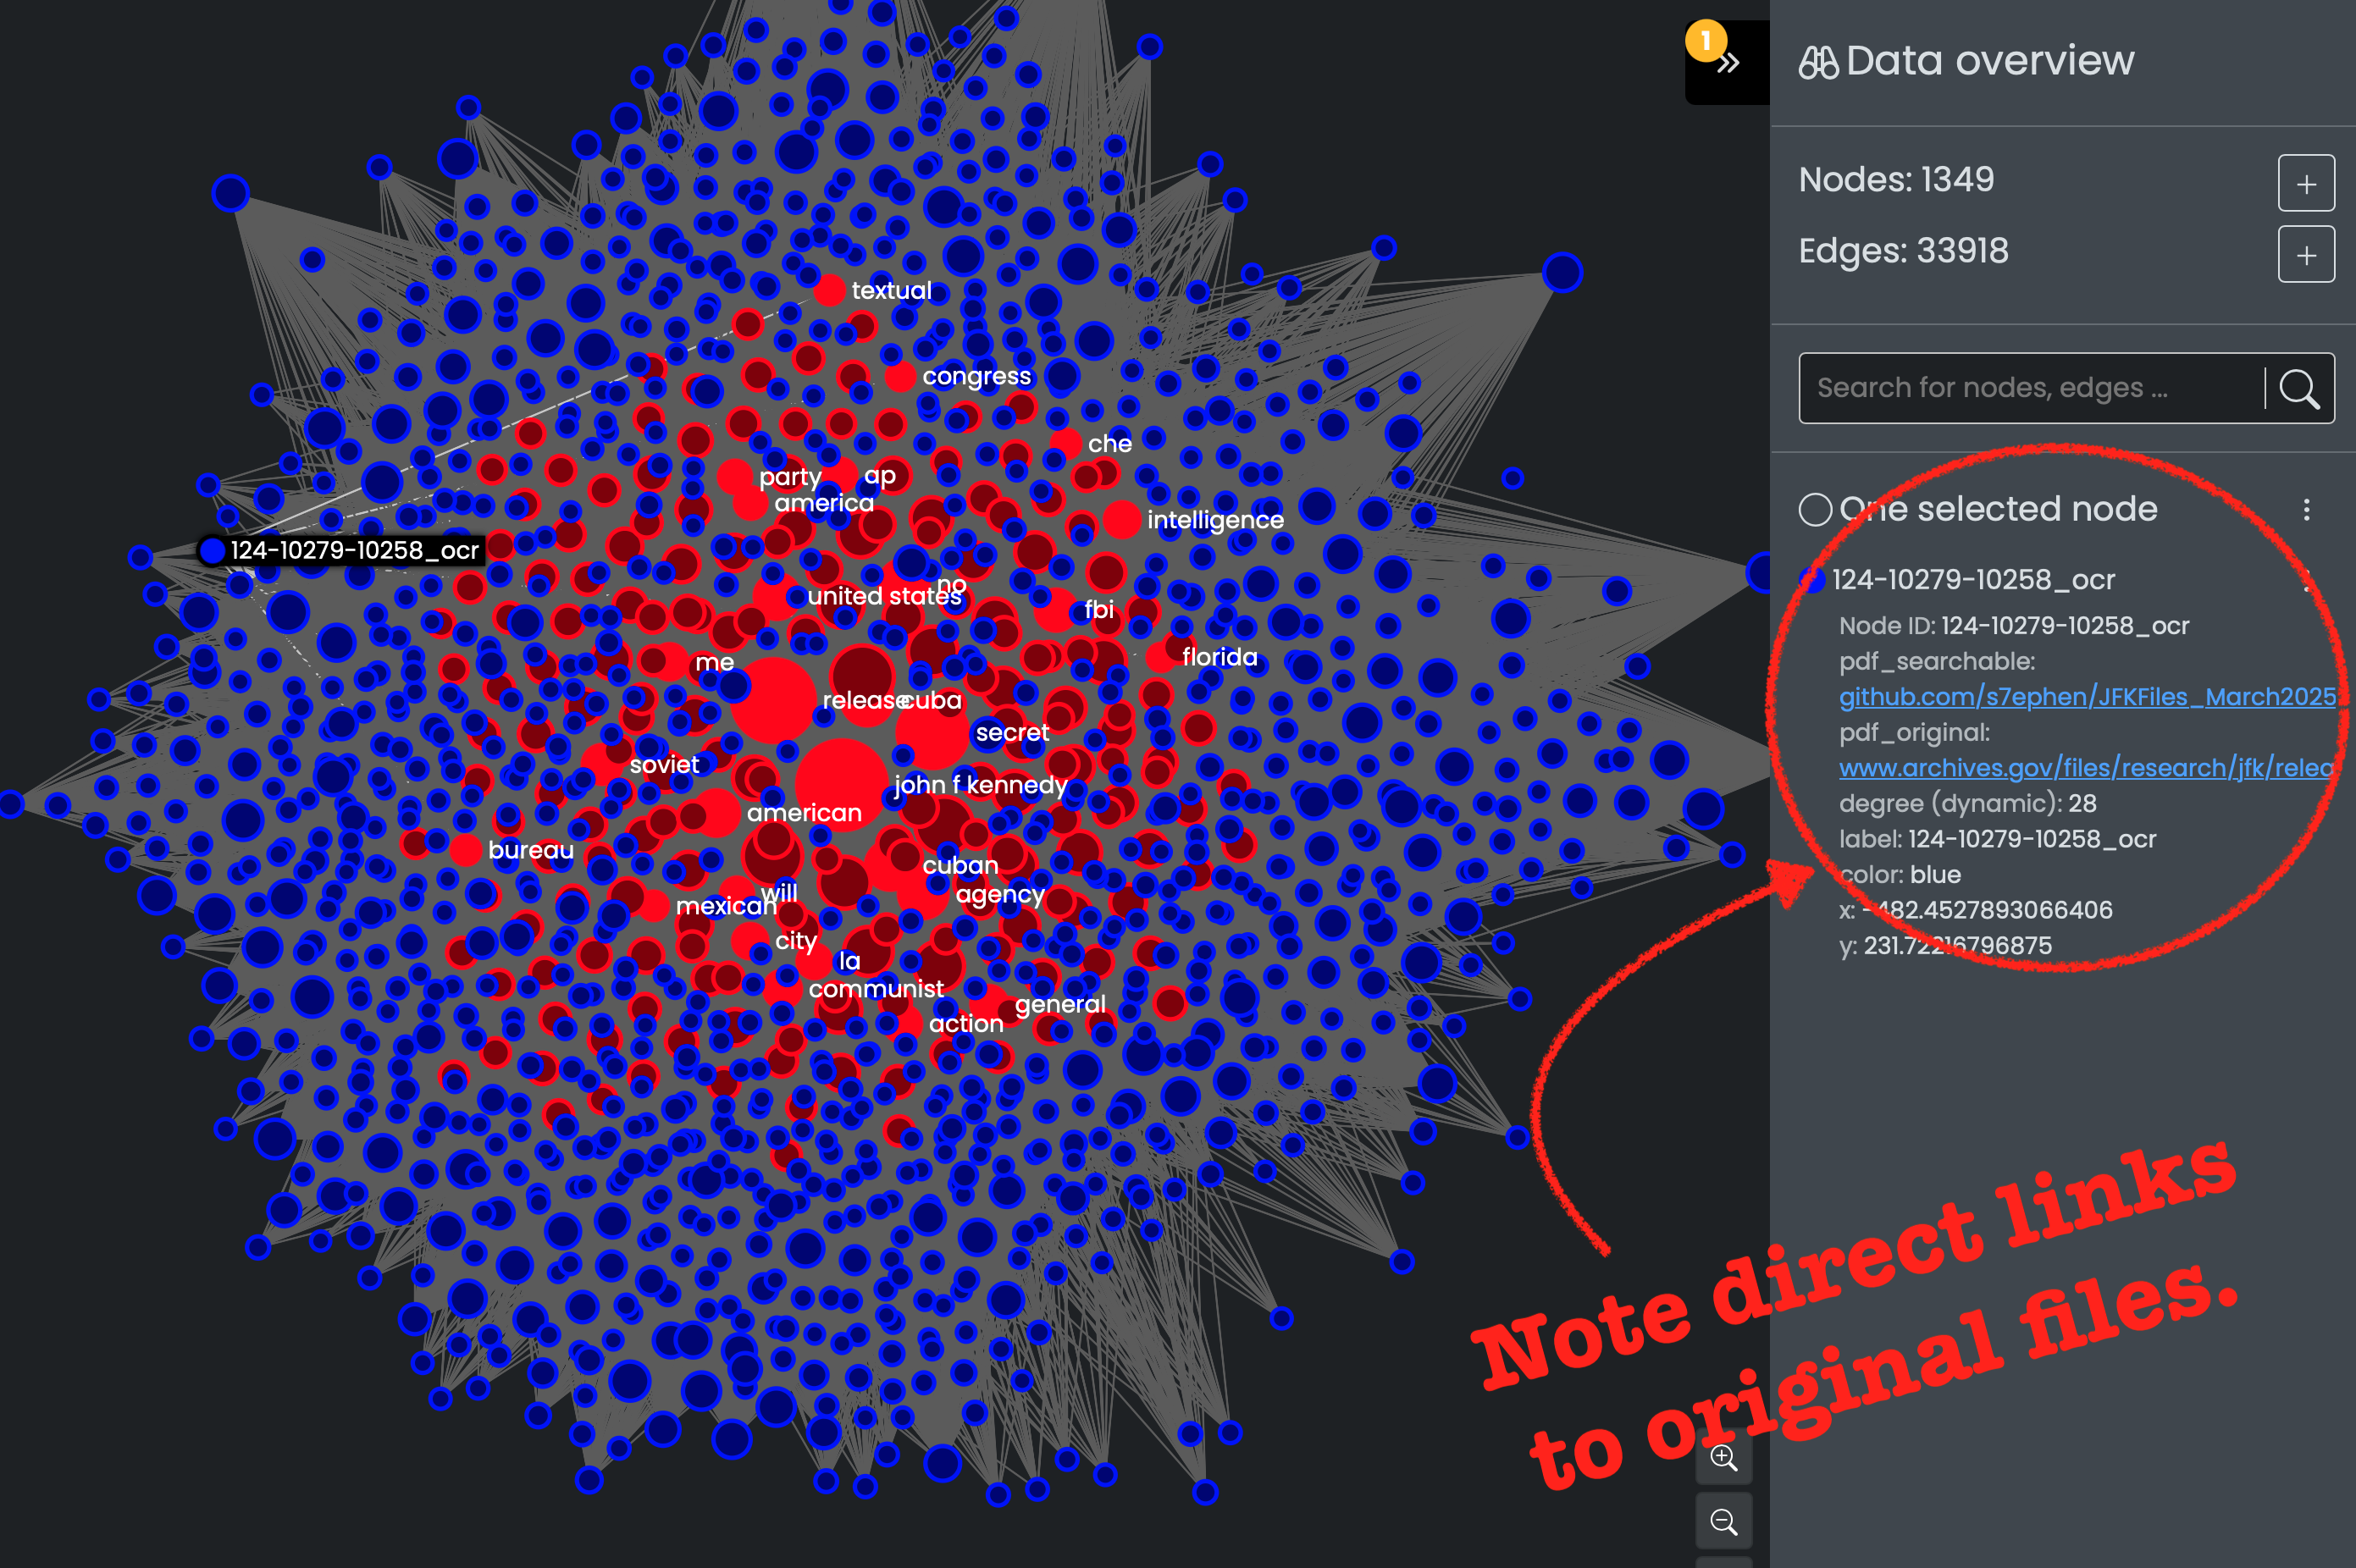 textual
congress
che
party
ap
america
intelligence
124-10279-10258_ocr
no
united states
fbi
me
florida
release
cuba
secret
soviet
john f kennedy
american
bureau
cuban
will
agency
mexican
city
la
communist
general
action
1
Data overview
Nodes: 1349
Edges: 33918
Search for nodes, edges ...
One selected node
124-10279-10258_ocr
Node ID: 124-10279-10258_ocr
pdf_searchable:
github.com/s7ephen/JFKFiles_March2025
pdf_original:
www.archives.gov/files/research/jfk/relea
degree (dynamic): 28
label: 124-10279-10258_ocr
color: blue
x: -482.4527893066406
y: 231.72216796875
Note direct links
to original files.